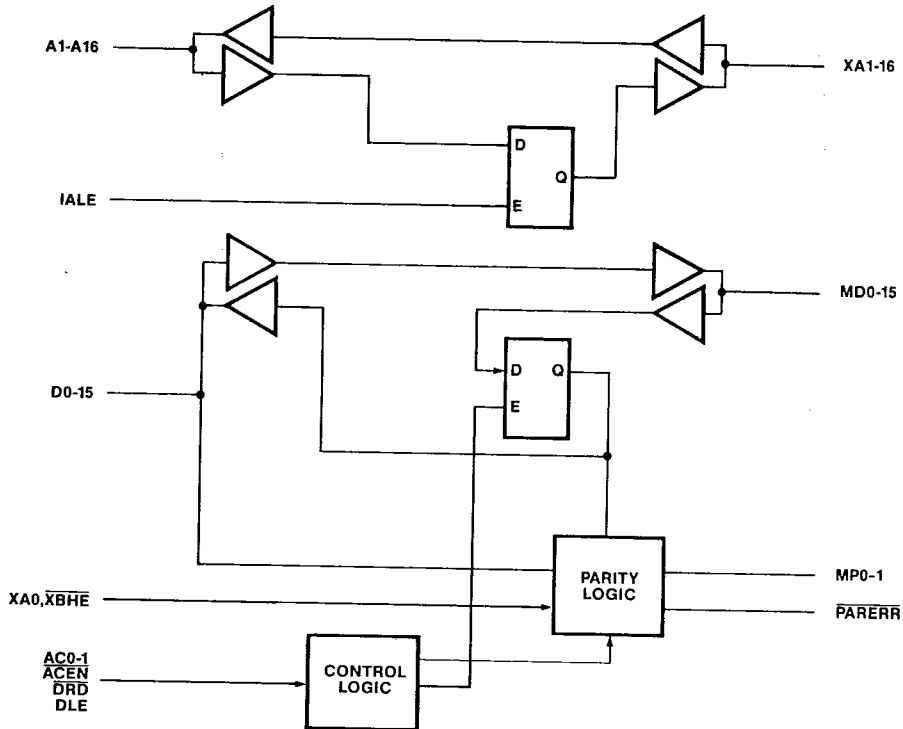 A1-A16
XA1-16
D
Q
IALE
E
MD0-15
D Q
D0-15
E
PARITY
LOGIC
MP0-1
XA0,XBHE
PARERR
AC0-1
ACEN
DRD
DLE
CONTROL
LOGIC